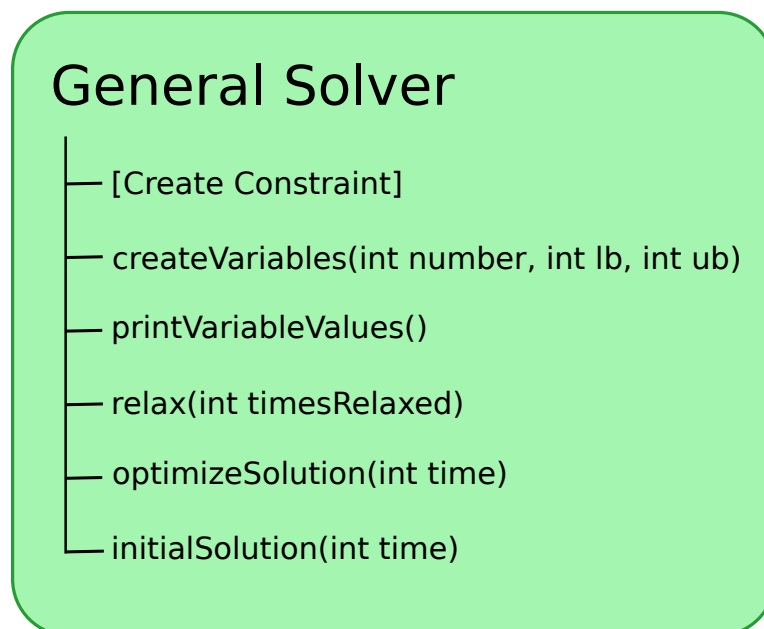 General Solver
[Create Constraint]
createVariables(int number, int lb, int ub)
printVariableValues()
relax(int timesRelaxed)
optimizeSolution(int time)
initialSolution(int time)